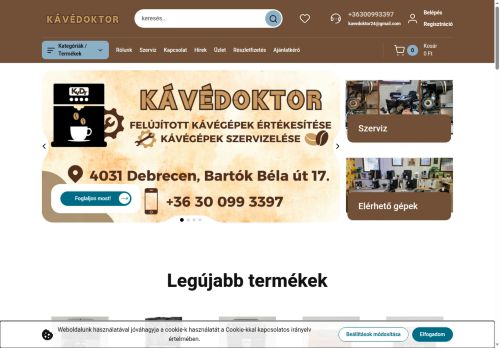 KÁVÉDOKTOR
keresés...
+36300993397
kavedoktor24@gmail.com
Belépés
Regisztráció
Kategóriák /
Termékek
Rólunk
Szerviz
Kapcsolat
Hírek
Üzlet
Részletfizetés
Ajánlatkérő
0
Kosár
0 Ft
KÁVÉDOKTOR
FELÚJÍTOTT KÁVÉGÉPEK ÉRTÉKESÍTÉSE
KÁVÉGÉPEK SZERVIZELÉSE
4031 Debrecen, Bartók Béla út 17.
+36 30 099 3397
Foglaljon most!
Szerviz
Elérhető gépek
Legújabb termékek
Weboldalunk használatával jóváhagyja a cookie-k használatát a Cookie-kkal kapcsolatos irányelv
értelmében.
Beállítások módosítása
Elfogadom